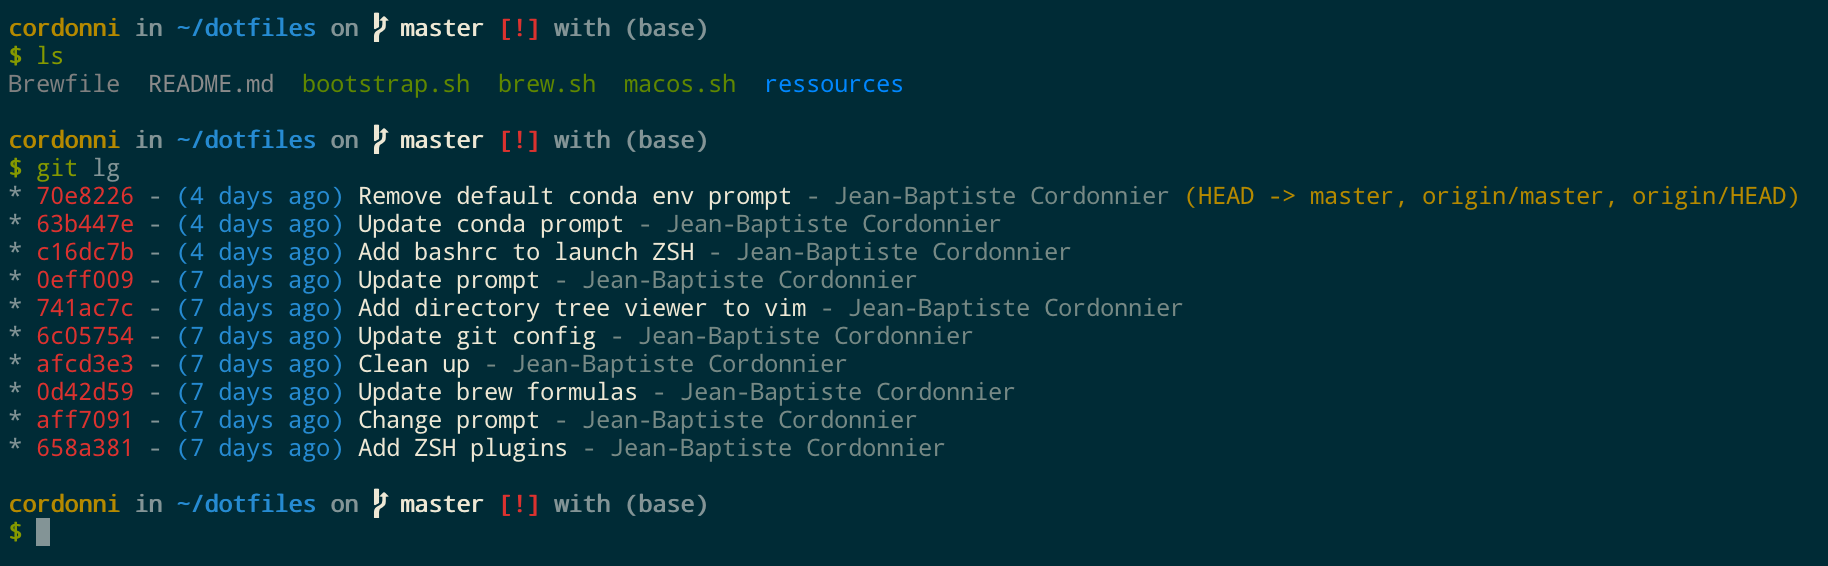 cordonni in ~/dotfiles on master [!] with (base)
$ ls
Brewfile  README.md  bootstrap.sh  brew.sh  macos.sh  ressources
cordonni in ~/dotfiles on master [!] with (base)
$ git lg
* 70e8226 - (4 days ago) Remove default conda env prompt - Jean-Baptiste Cordonnier (HEAD -> master, origin/master, origin/HEAD)
* 63b447e - (4 days ago) Update conda prompt - Jean-Baptiste Cordonnier
* c16dc7b - (4 days ago) Add bashrc to launch ZSH - Jean-Baptiste Cordonnier
* 0eff009 - (7 days ago) Update prompt - Jean-Baptiste Cordonnier
* 741ac7c - (7 days ago) Add directory tree viewer to vim - Jean-Baptiste Cordonnier
* 6c05754 - (7 days ago) Update git config - Jean-Baptiste Cordonnier
* afcd3e3 - (7 days ago) Clean up - Jean-Baptiste Cordonnier
* 0d42d59 - (7 days ago) Update brew formulas - Jean-Baptiste Cordonnier
* aff7091 - (7 days ago) Change prompt - Jean-Baptiste Cordonnier
* 658a381 - (7 days ago) Add ZSH plugins - Jean-Baptiste Cordonnier
cordonni in ~/dotfiles on master [!] with (base)
$